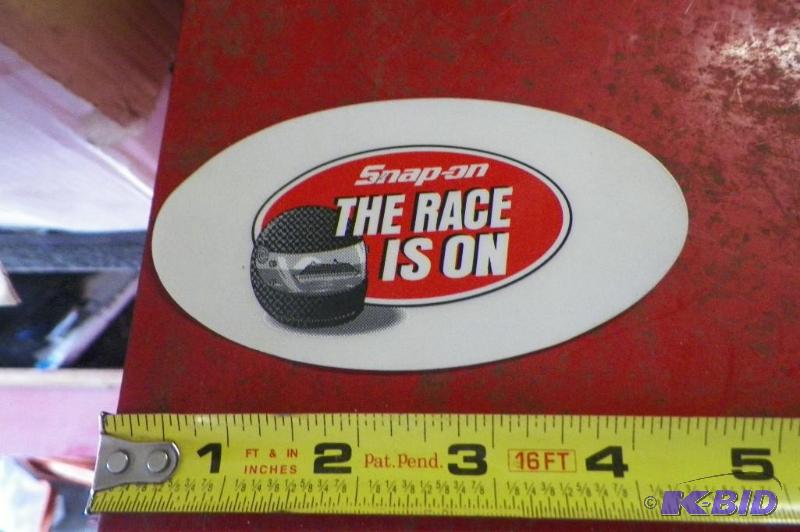 Snap-on
THE RACE
IS ON
1 FT & IN INCHES 2 Pat. Pend. 3 16FT 4 5
© K-BID